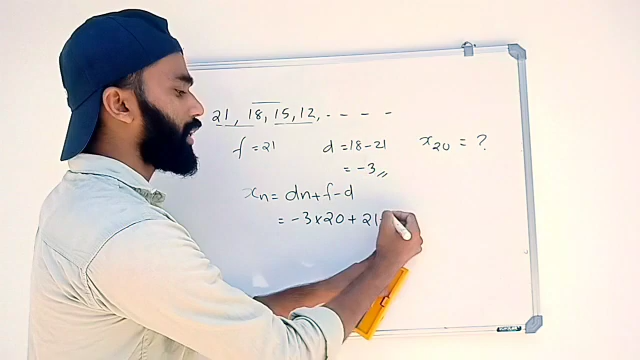 21, 18, 15, 12, - - - -
f = 21 d = 18 - 21 x₂₀ = ?
= -3
xₙ = dn + f - d
= -3 × 20 + 21